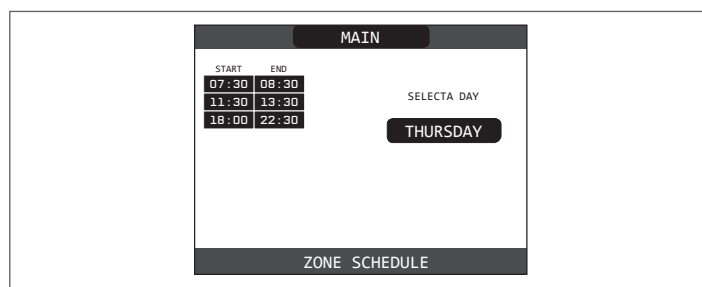 MAIN
START END
07:30 08:30
11:30 13:30
18:00 22:30
SELECTA DAY
THURSDAY
ZONE SCHEDULE